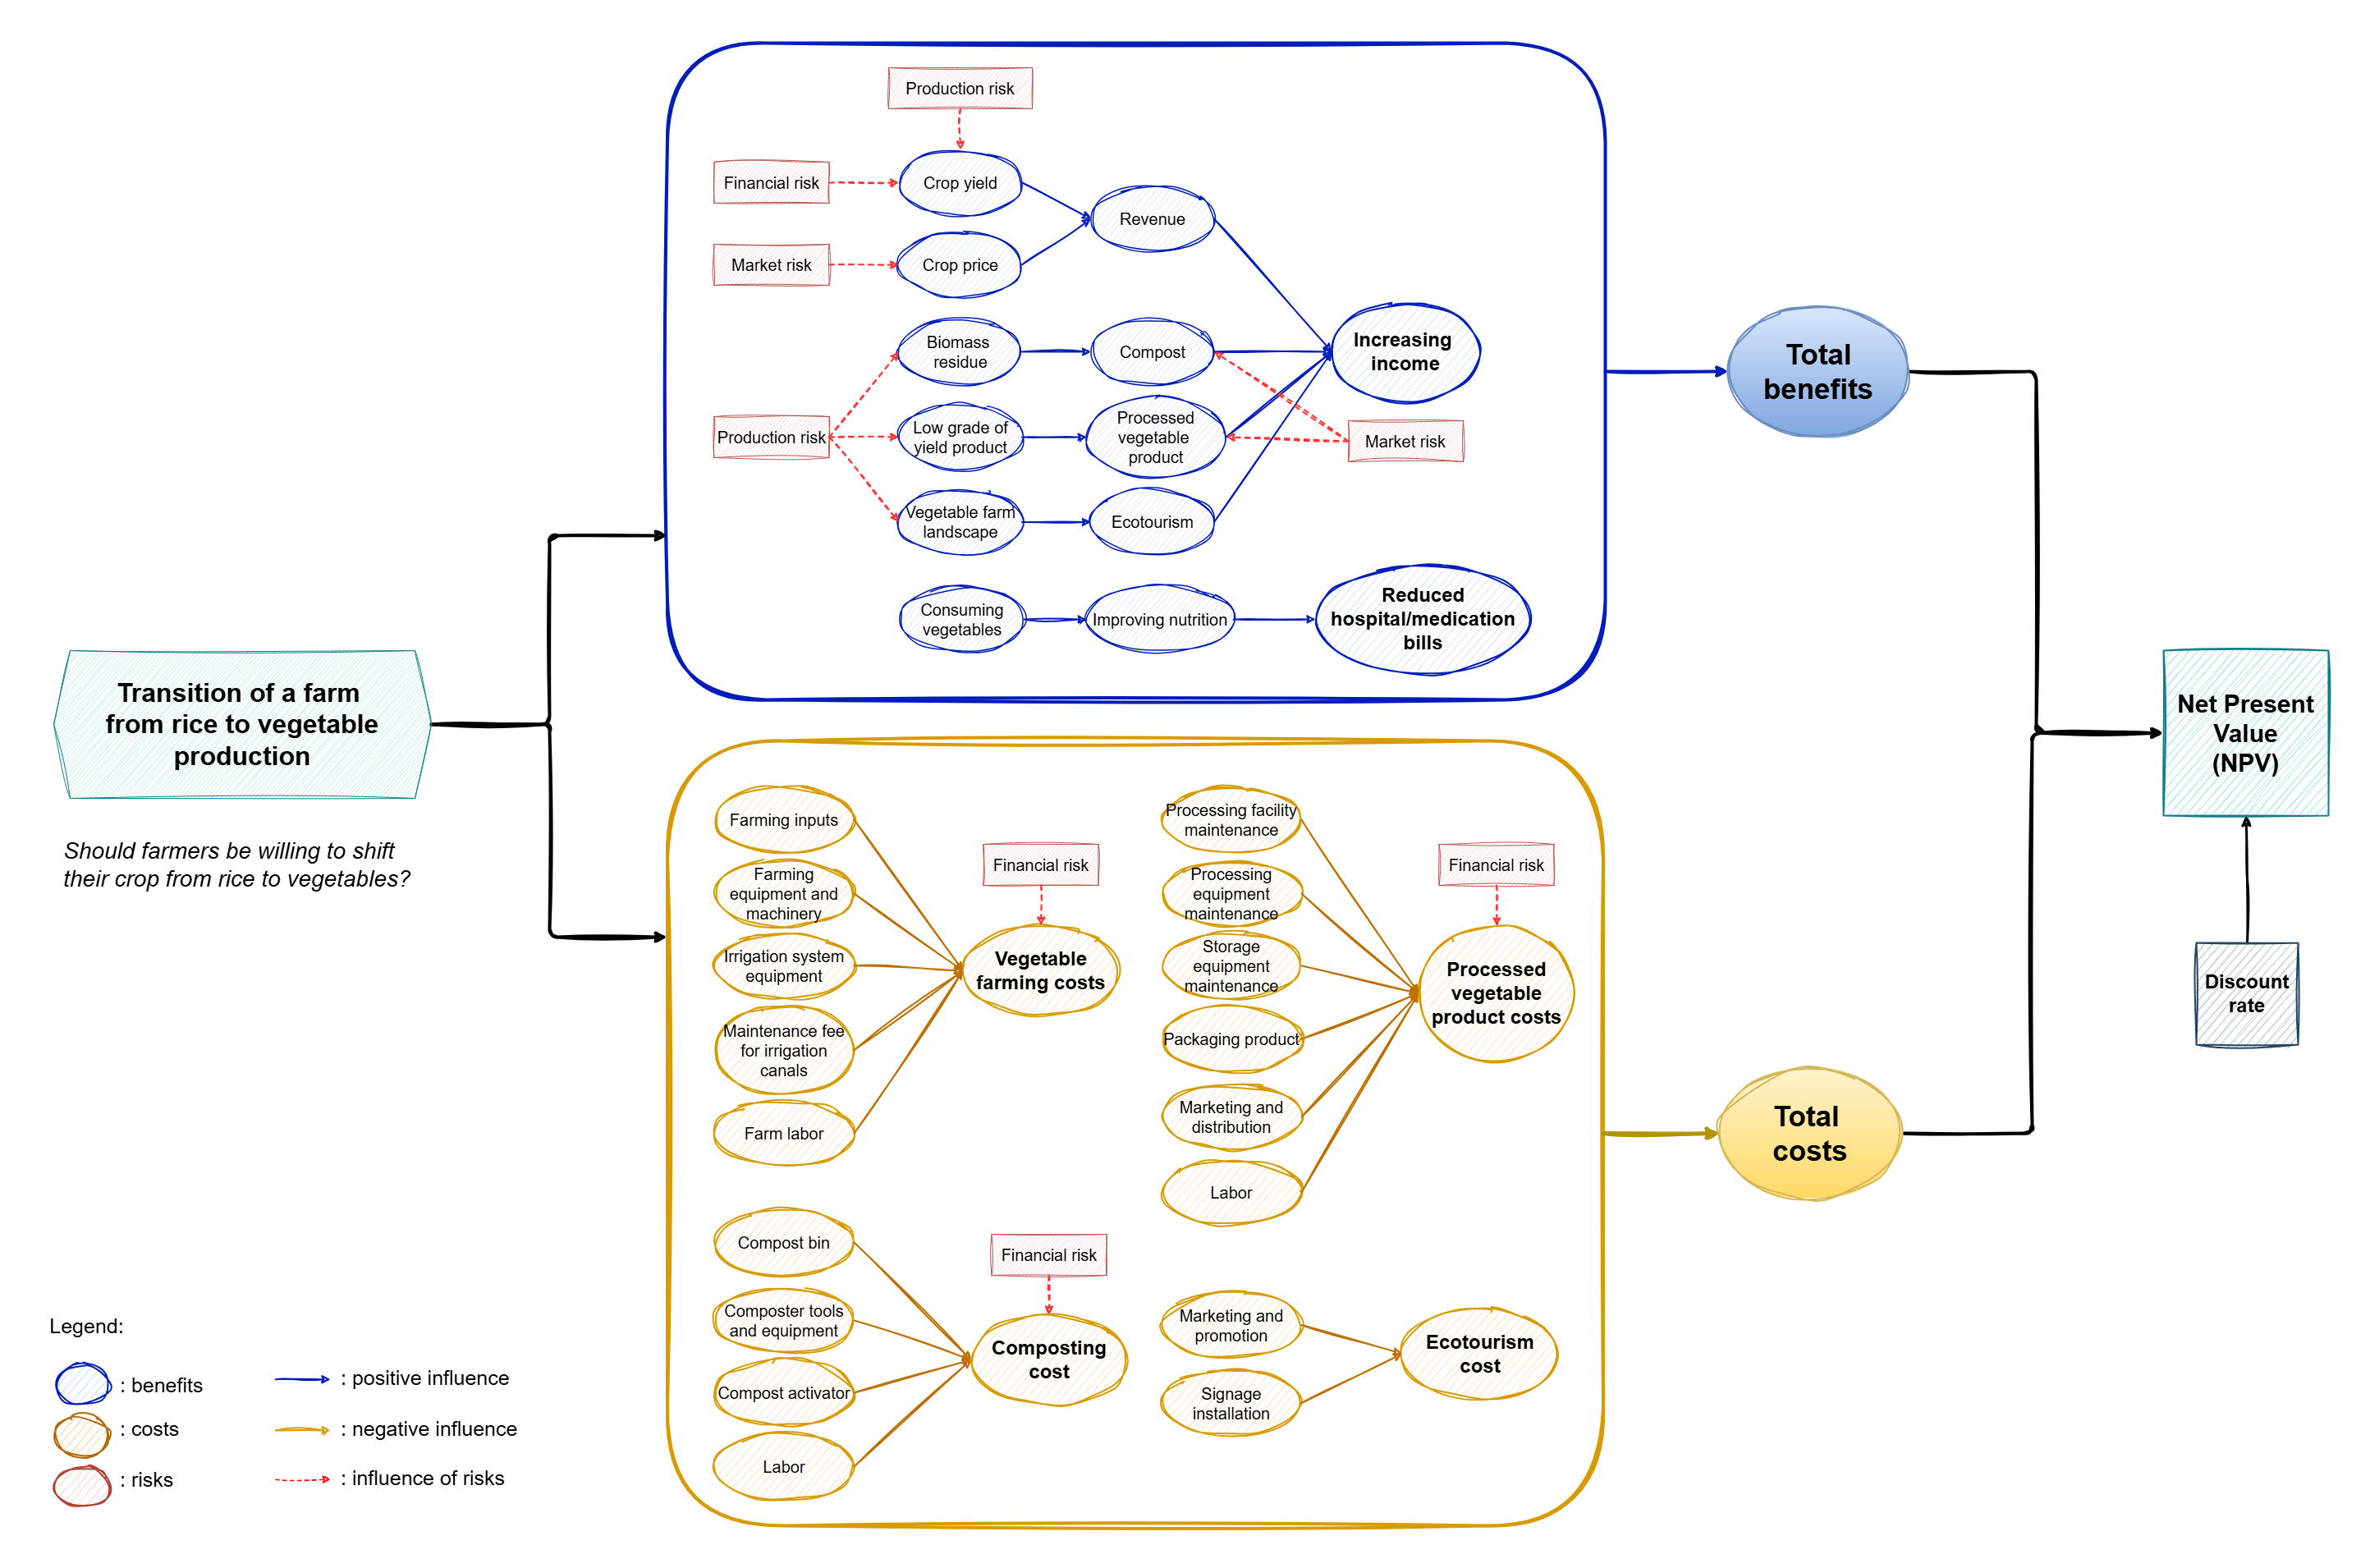 Production risk
Financial risk
Crop yield
Revenue
Market risk
Crop price
Biomass
residue
Compost
Increasing
income
Production risk
Low grade of
yield product
Processed
vegetable
product
Market risk
Vegetable farm
landscape
Ecotourism
Consuming
vegetables
Improving nutrition
Reduced
hospital/medication
bills
Total
benefits
Transition of a farm
from rice to vegetable
production
Should farmers be willing to shift
their crop from rice to vegetables?
Net Present
Value
(NPV)
Discount
rate
Farming inputs
Farming
equipment and
machinery
Irrigation system
equipment
Maintenance fee
for irrigation
canals
Farm labor
Financial risk
Vegetable
farming costs
Processing facility
maintenance
Processing
equipment
maintenance
Storage
equipment
maintenance
Packaging product
Marketing and
distribution
Labor
Financial risk
Processed
vegetable
product costs
Total
costs
Compost bin
Composter tools
and equipment
Compost activator
Labor
Financial risk
Composting
cost
Marketing and
promotion
Signage
installation
Ecotourism
cost
Legend:
: benefits
: costs
: risks
: positive influence
: negative influence
: influence of risks